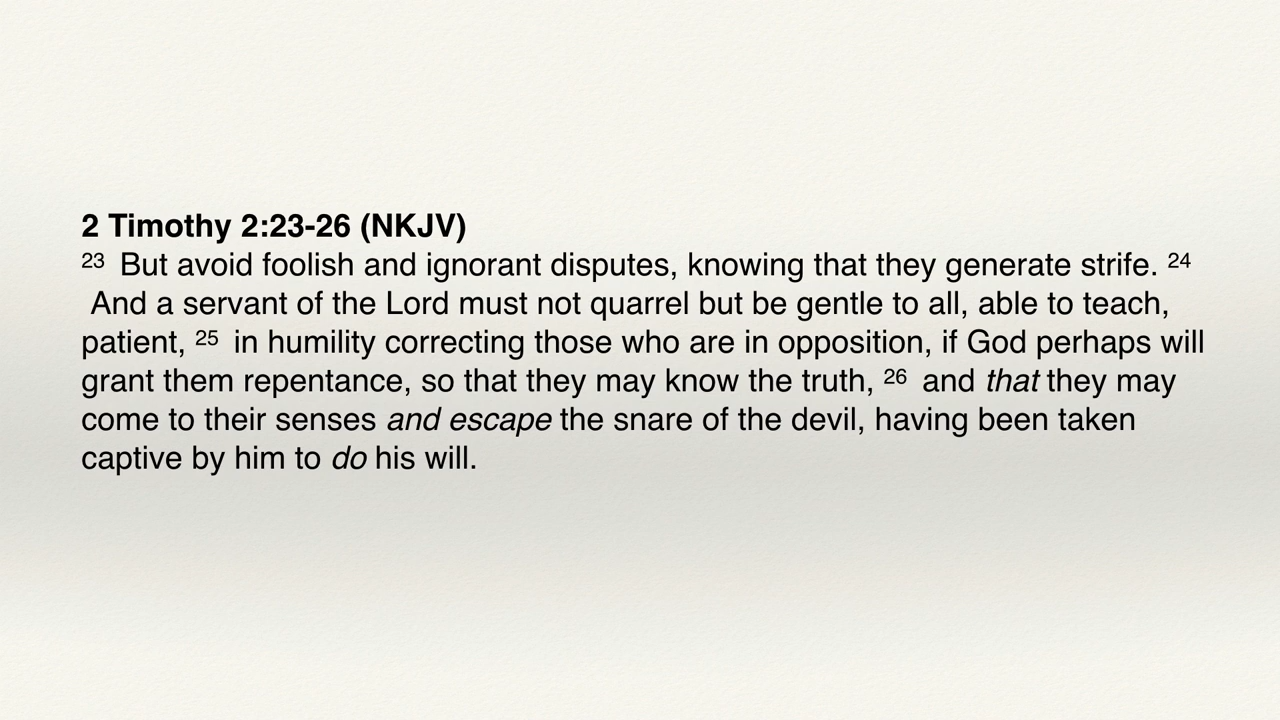 2 Timothy 2:23-26 (NKJV)
23 But avoid foolish and ignorant disputes, knowing that they generate strife. 24
And a servant of the Lord must not quarrel but be gentle to all, able to teach,
patient, 25 in humility correcting those who are in opposition, if God perhaps will
grant them repentance, so that they may know the truth, 26 and that they may
come to their senses and escape the snare of the devil, having been taken
captive by him to do his will.